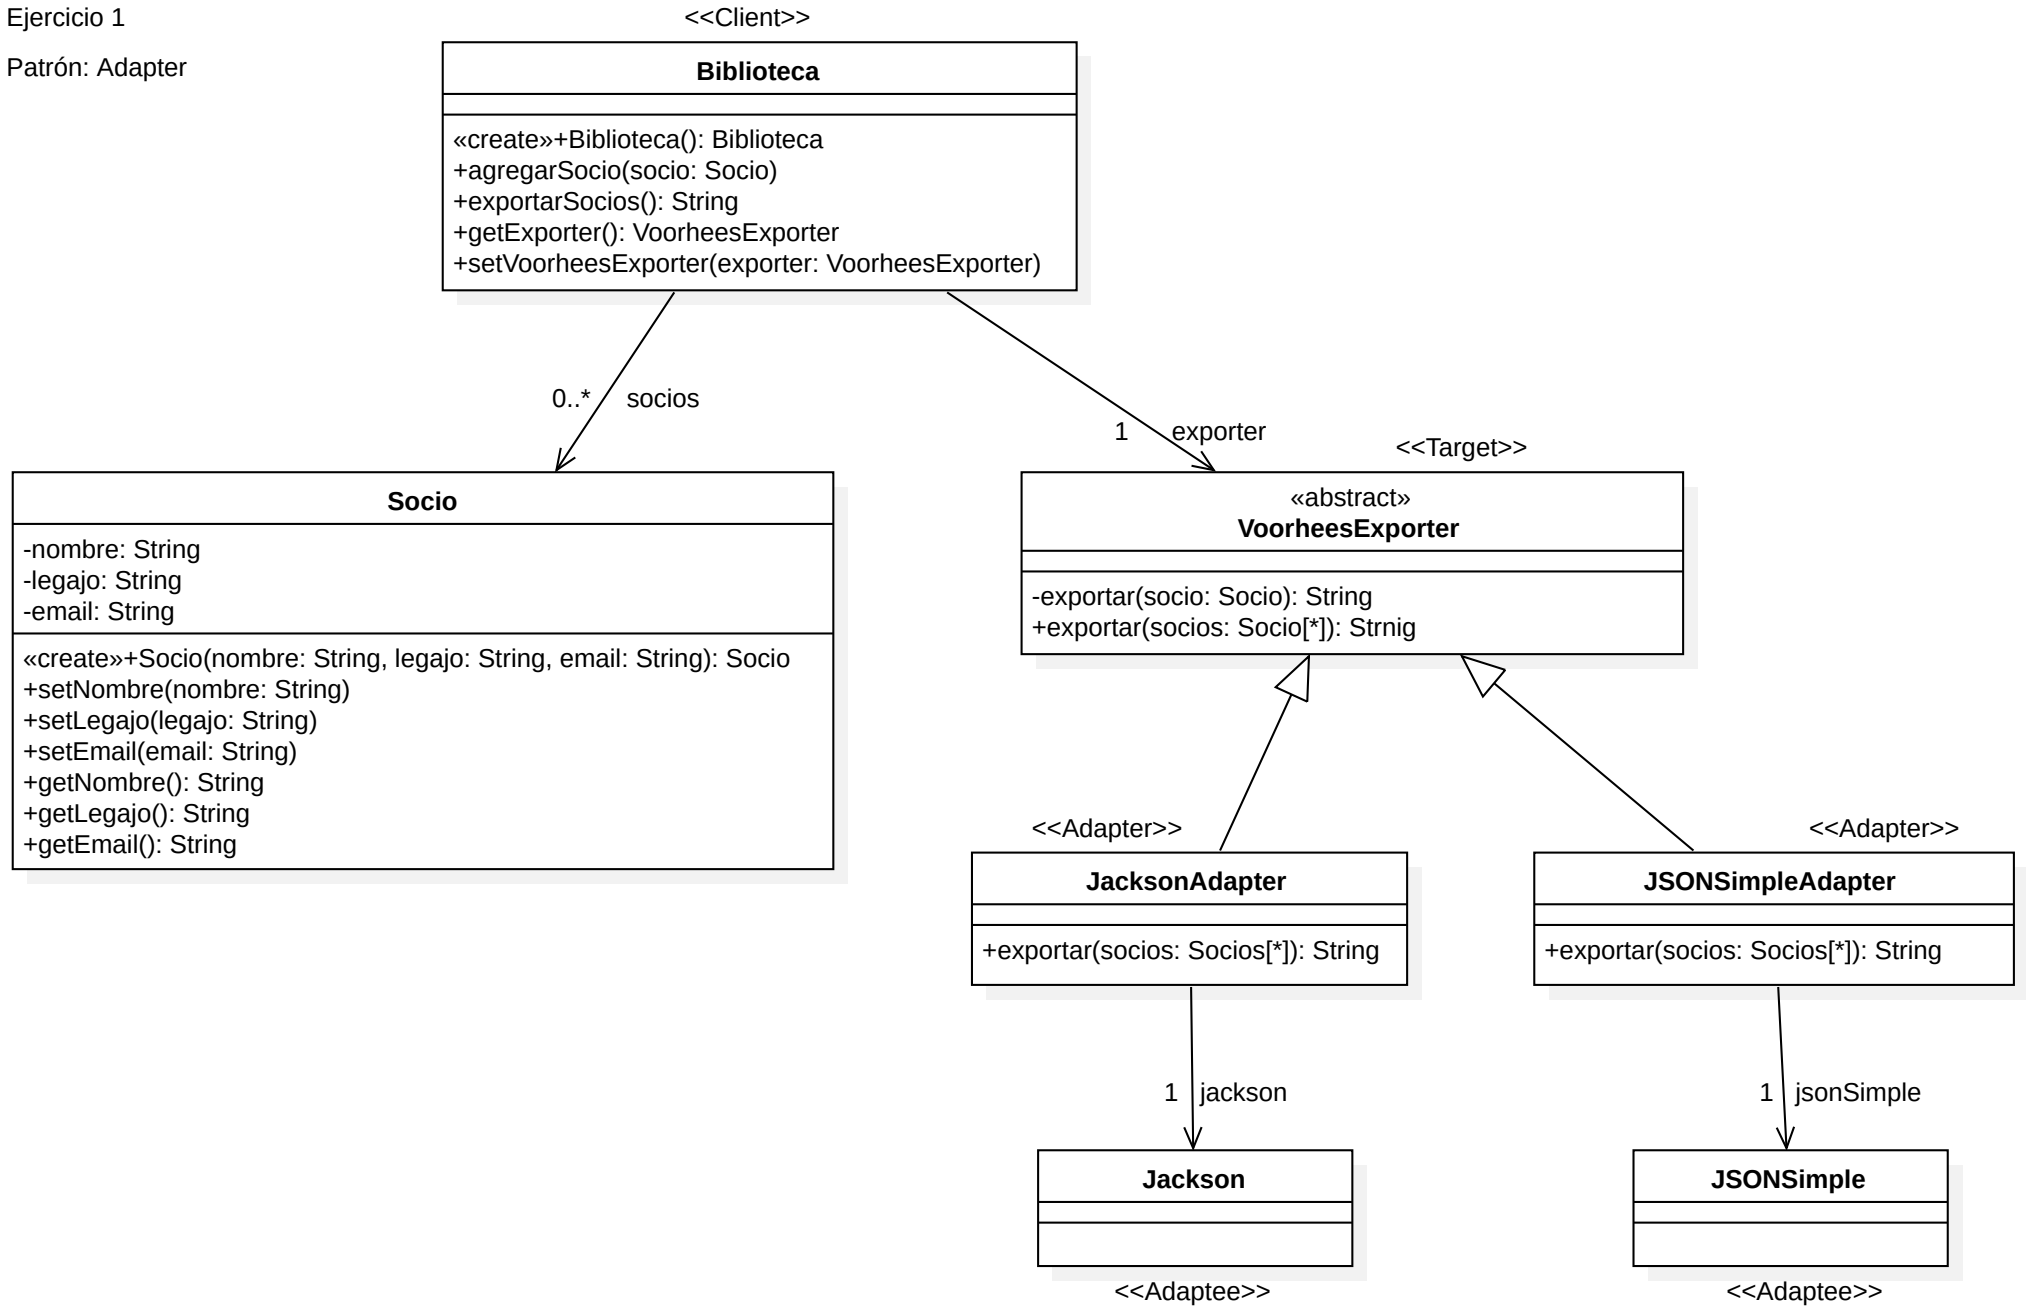 Ejercicio 1
Patrón: Adapter
<<Client>>
Biblioteca
«create»+Biblioteca(): Biblioteca
+agregarSocio(socio: Socio)
+exportarSocios(): String
+getExporter(): VoorheesExporter
+setVoorheesExporter(exporter: VoorheesExporter)
0..*
socios
1
exporter
<<Target>>
Socio
-nombre: String
-legajo: String
-email: String
«create»+Socio(nombre: String, legajo: String, email: String): Socio
+setNombre(nombre: String)
+setLegajo(legajo: String)
+setEmail(email: String)
+getNombre(): String
+getLegajo(): String
+getEmail(): String
«abstract»
VoorheesExporter
-exportar(socio: Socio): String
+exportar(socios: Socio[*]): Strnig
<<Adapter>>
JacksonAdapter
+exportar(socios: Socios[*]): String
<<Adapter>>
JSONSimpleAdapter
+exportar(socios: Socios[*]): String
1
jackson
1
jsonSimple
Jackson
<<Adaptee>>
JSONSimple
<<Adaptee>>